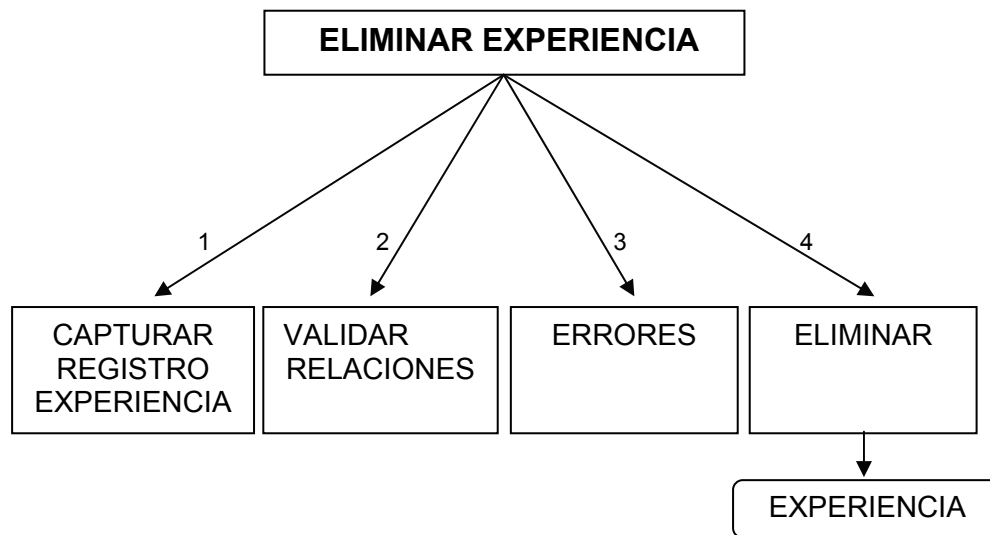 ELIMINAR EXPERIENCIA
1
2
3
4
CAPTURAR
REGISTRO
EXPERIENCIA
VALIDAR
RELACIONES
ERRORES
ELIMINAR
EXPERIENCIA